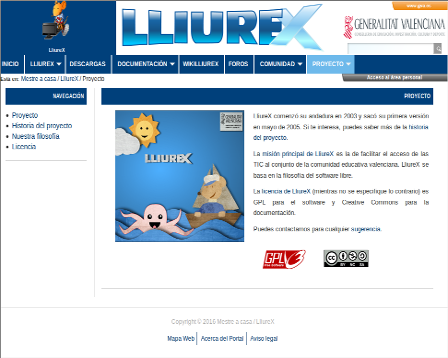 www.gva.es
LLIUREX
GENERALITAT VALENCIANA
LliureX
INICIO LLIUREX DESCARGAS DOCUMENTACIÓN WIKILLIUREX FOROS COMUNIDAD PROYECTO
Está en: Mestre a casa / LliureX / Proyecto
Acceso al área personal
NAVEGACIÓN
Proyecto
Historia del proyecto
Nuestra filosofía
Licencia
PROYECTO
LLIUREX
LliureX comenzó su andadura en 2003 y sacó su primera versión
en mayo de 2005. Si te interesa, puedes saber más de la historia
del proyecto.
La misión principal de LliureX es la de facilitar el acceso de las
TIC al conjunto de la comunidad educativa valenciana. LliureX se
basa en la filosofía del software libre.
La licencia de LliureX (mientras no se especifique lo contrario) es
GPL para el software y Creative Commons para la
documentación.
Puedes contactarnos para cualquier sugerencia.
GPL
cc
BY NC SA
Copyright © 2016 Mestre a casa / LliureX
Mapa Web | Acerca del Portal | Aviso legal